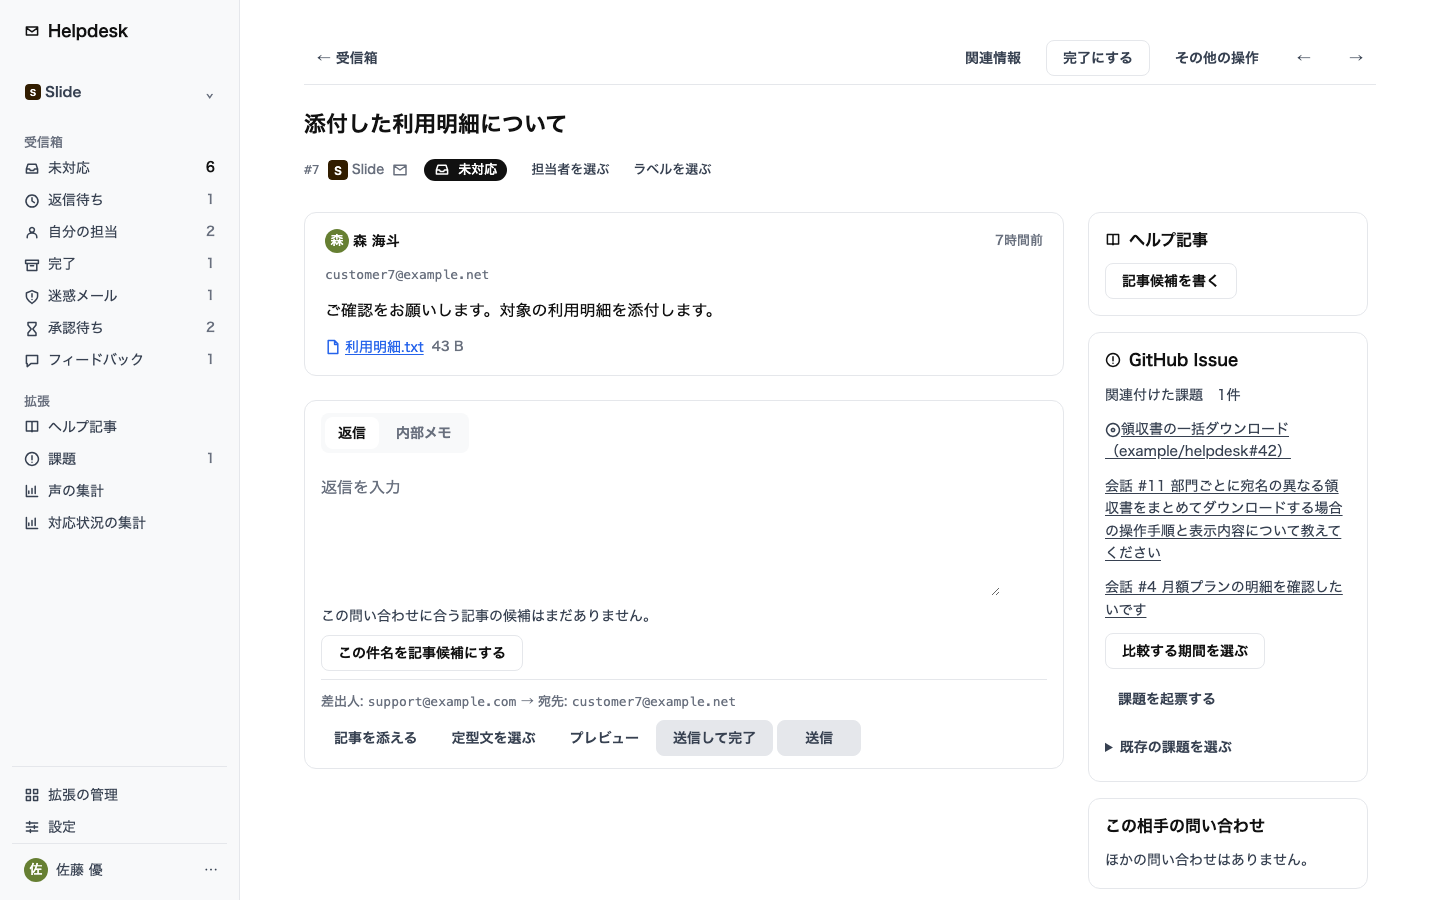 Helpdesk
S Slide
受信箱
未対応 6
返信待ち 1
自分の担当 2
完了 1
迷惑メール 1
承認待ち 2
フィードバック 1
拡張
ヘルプ記事
課題 1
声の集計
対応状況の集計
拡張の管理
設定
佐 佐藤 優 …
← 受信箱
関連情報 完了にする その他の操作 ← →
添付した利用明細について
#7 S Slide 未対応 担当者を選ぶ ラベルを選ぶ
森 森 海斗 7時間前
customer7@example.net
ご確認をお願いします。対象の利用明細を添付します。
利用明細.txt 43 B
返信 内部メモ
返信を入力
この問い合わせに合う記事の候補はまだありません。
この件名を記事候補にする
差出人: support@example.com → 宛先: customer7@example.net
記事を添える 定型文を選ぶ プレビュー 送信して完了 送信
ヘルプ記事
記事候補を書く
GitHub Issue
関連付けた課題 1件
領収書の一括ダウンロード
（example/helpdesk#42）
会話 #11 部門ごとに宛名の異なる領
収書をまとめてダウンロードする場合
の操作手順と表示内容について教えて
ください
会話 #4 月額プランの明細を確認した
いです
比較する期間を選ぶ
課題を起票する
▶ 既存の課題を選ぶ
この相手の問い合わせ
ほかの問い合わせはありません。